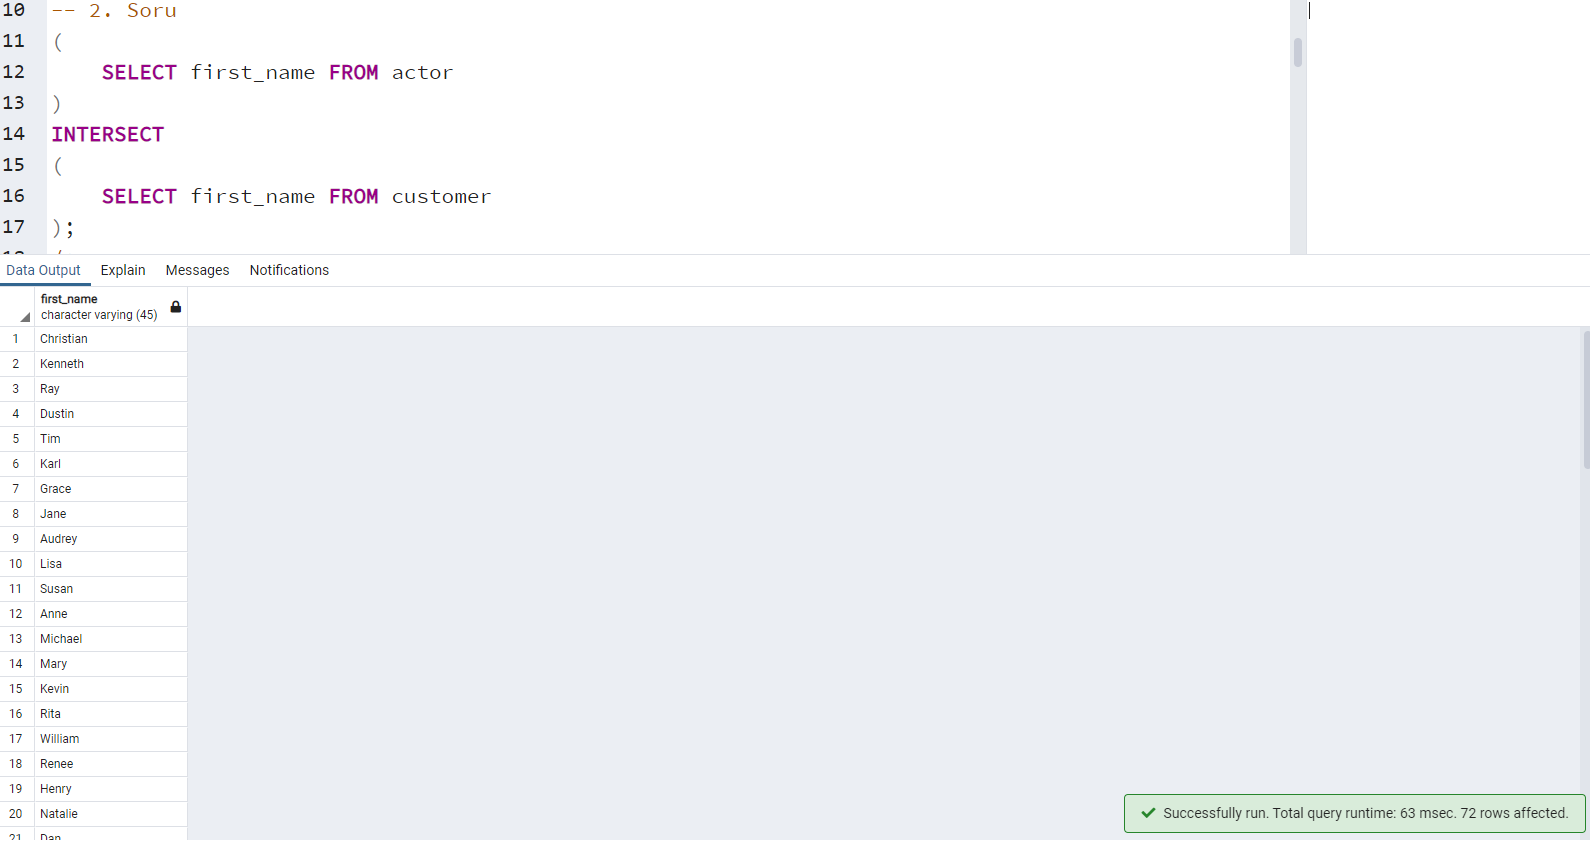 10 -- 2. Soru
11 (
12 SELECT first_name FROM actor
13 )
14 INTERSECT
15 (
16 SELECT first_name FROM customer
17 );
Data Output Explain Messages Notifications
first_name
character varying (45)
1 Christian
2 Kenneth
3 Ray
4 Dustin
5 Tim
6 Karl
7 Grace
8 Jane
9 Audrey
10 Lisa
11 Susan
12 Anne
13 Michael
14 Mary
15 Kevin
16 Rita
17 William
18 Renee
19 Henry
20 Natalie
21 Dan
Successfully run. Total query runtime: 63 msec. 72 rows affected.